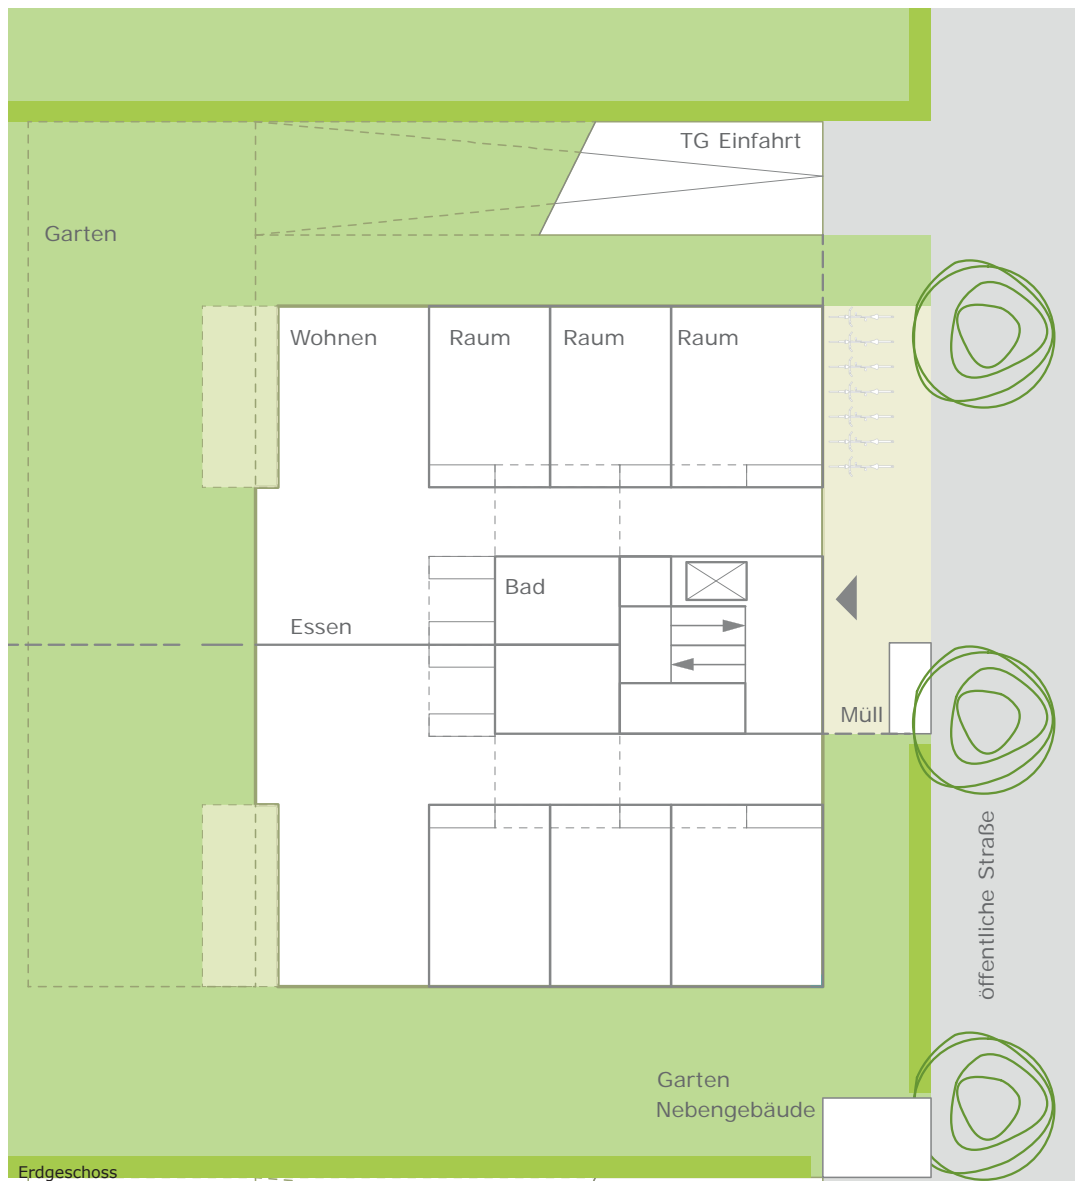 TG Einfahrt
Garten
Wohnen
Raum
Raum
Raum
Bad
Essen
Müll
öffentliche Straße
Garten
Nebengebäude
Erdgeschoss